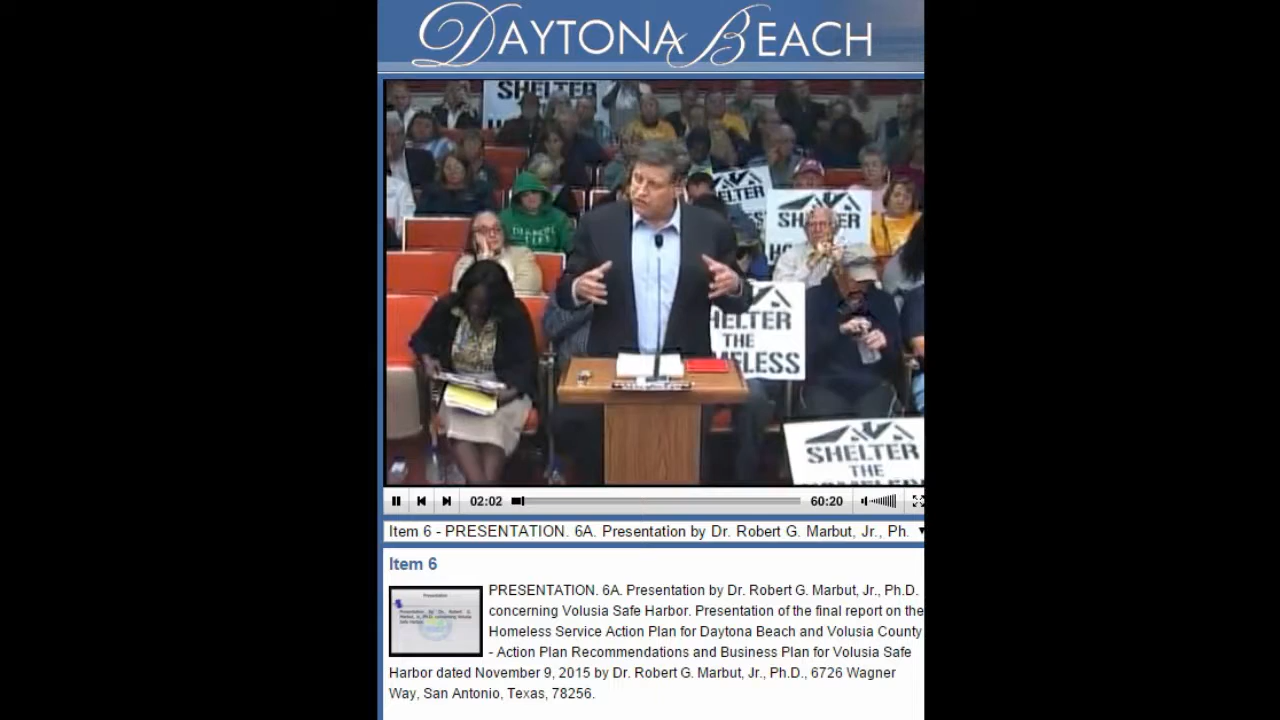 DAYTONA BEACH
SHELTER
SHELTER
SHELTER
HELTER
THE
MELESS
SHELTER
THE
02:02
60:20
Item 6 - PRESENTATION. 6A. Presentation by Dr. Robert G. Marbut, Jr., Ph.
Item 6
PRESENTATION. 6A. Presentation by Dr. Robert G. Marbut, Jr., Ph.D.
concerning Volusia Safe Harbor. Presentation of the final report on the
Homeless Service Action Plan for Daytona Beach and Volusia County
- Action Plan Recommendations and Business Plan for Volusia Safe
Harbor dated November 9, 2015 by Dr. Robert G. Marbut, Jr., Ph.D., 6726 Wagner
Way, San Antonio, Texas, 78256.